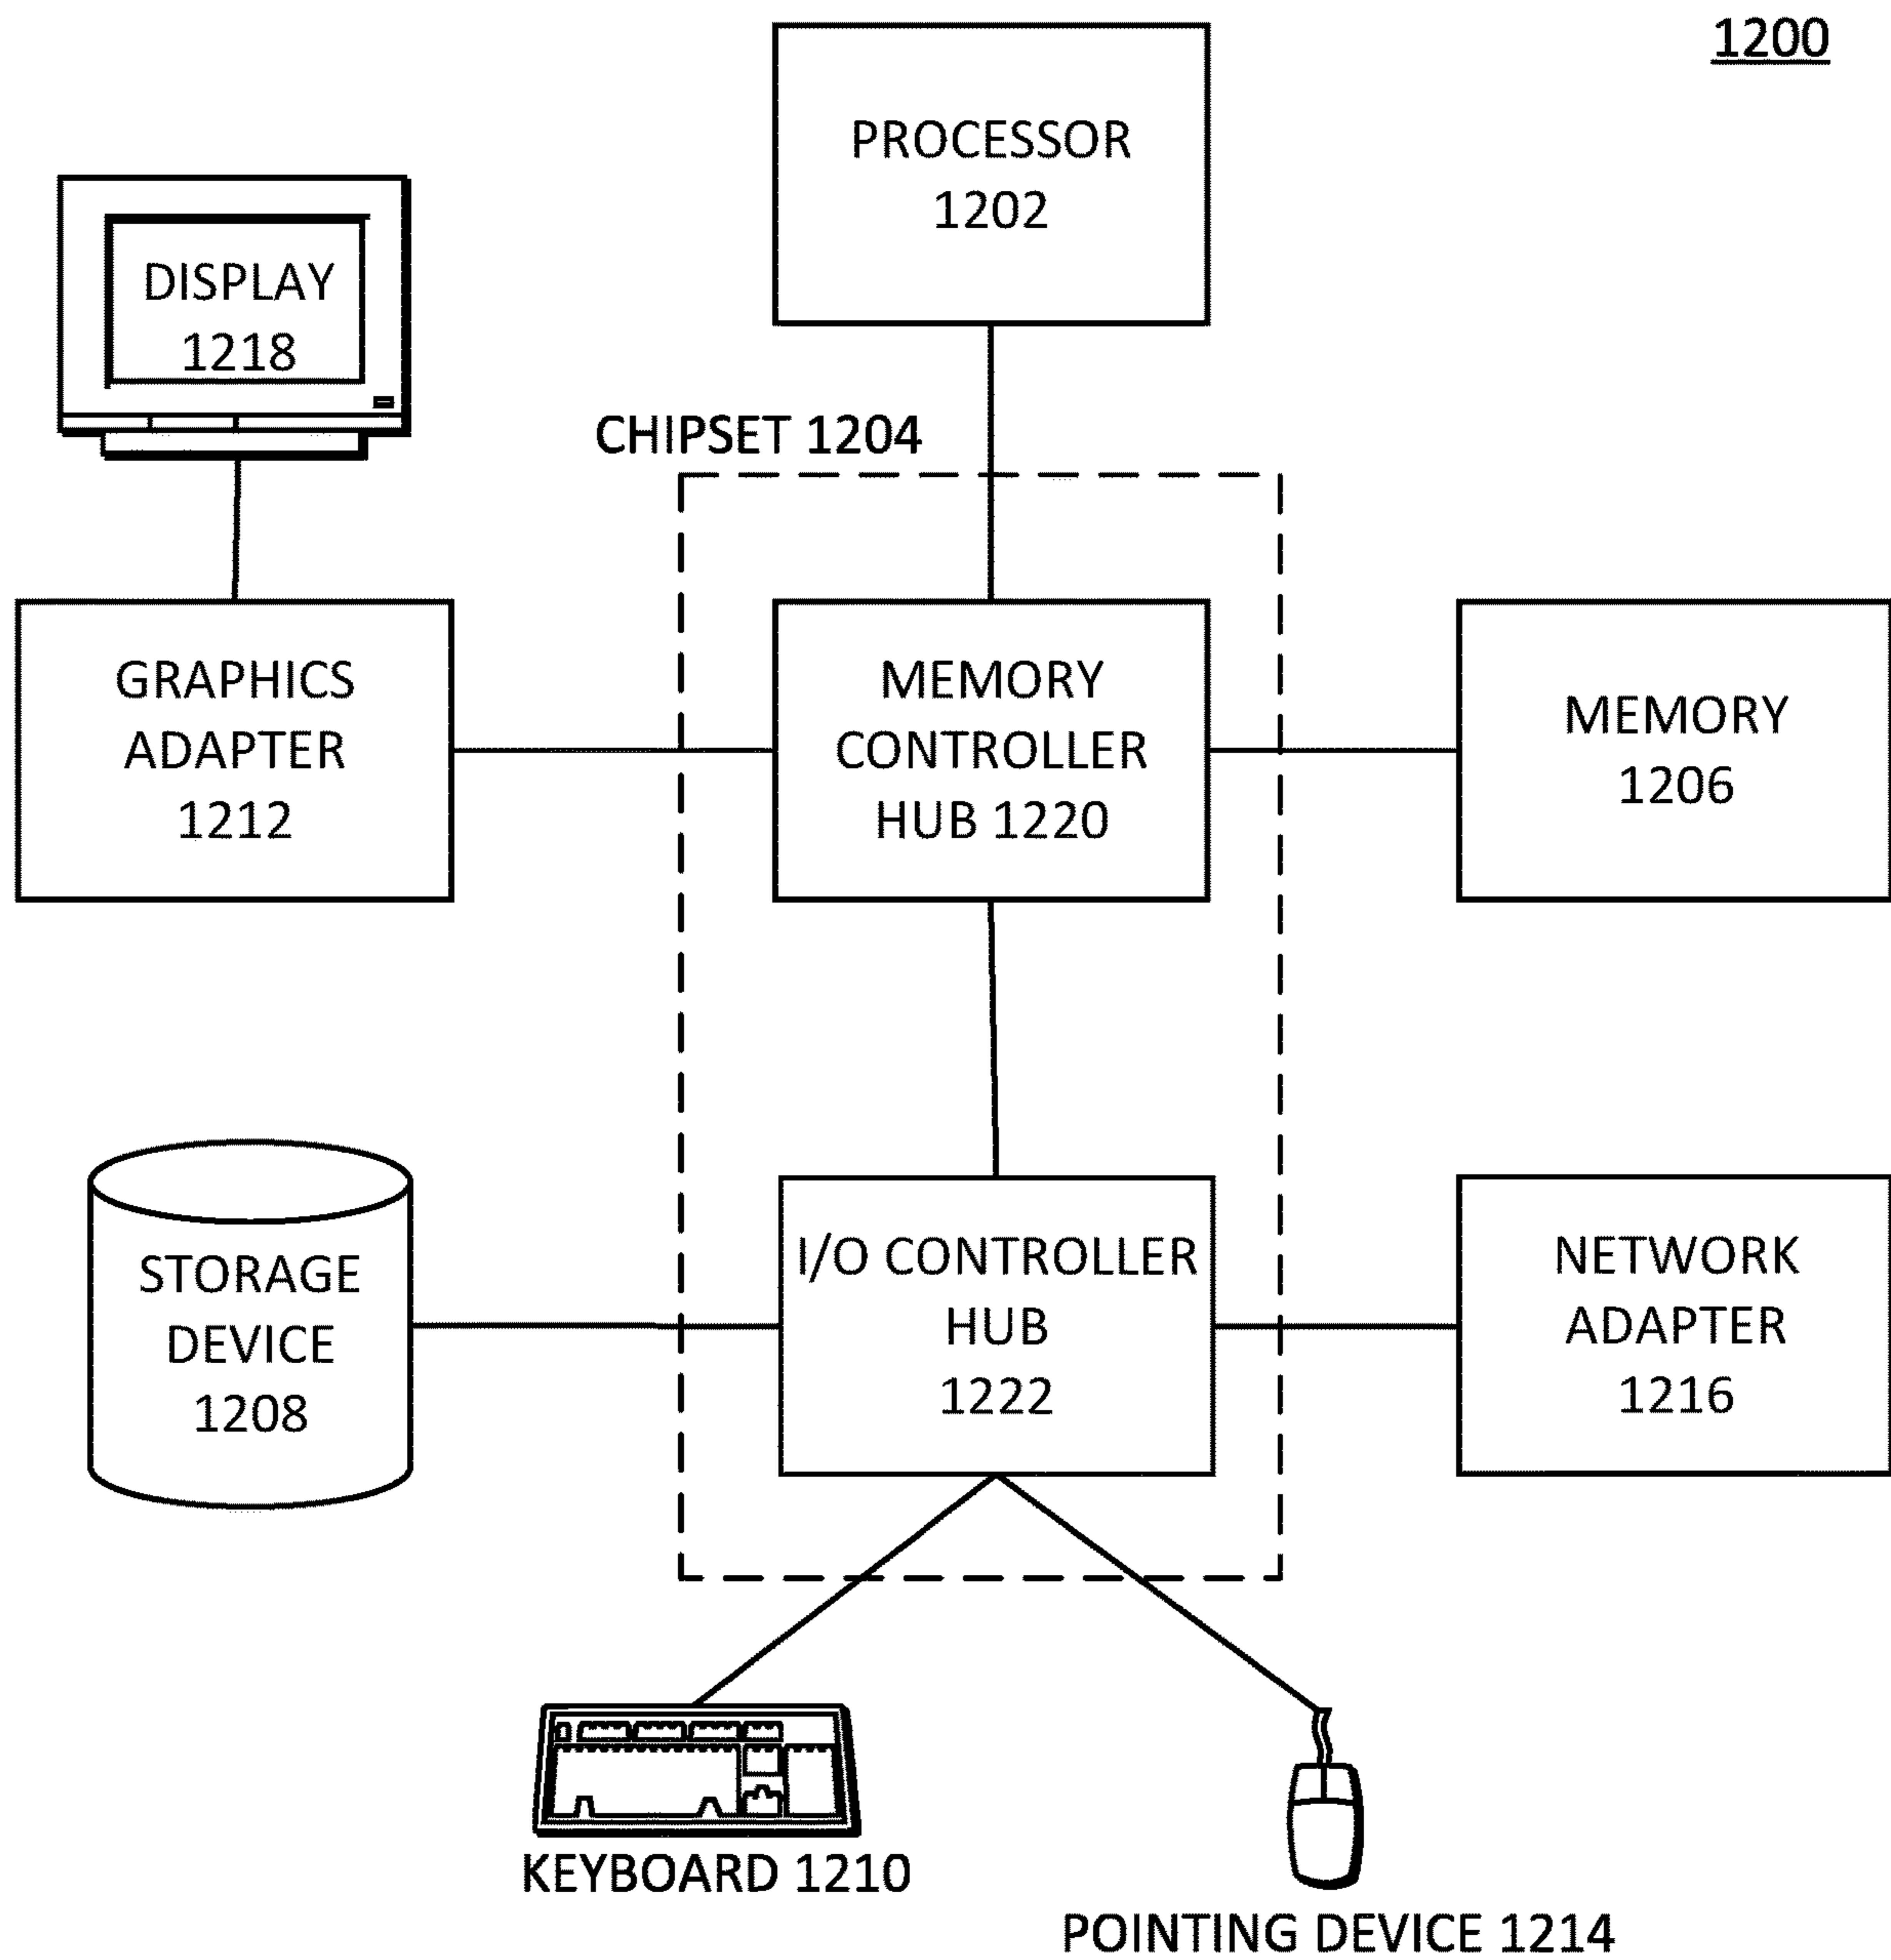 1200
PROCESSOR
1202
DISPLAY
1218
CHIPSET 1204
GRAPHICS
ADAPTER
1212
MEMORY
CONTROLLER
HUB 1220
MEMORY
1206
STORAGE
DEVICE
1208
I/O CONTROLLER
HUB
1222
NETWORK
ADAPTER
1216
KEYBOARD 1210
POINTING DEVICE 1214